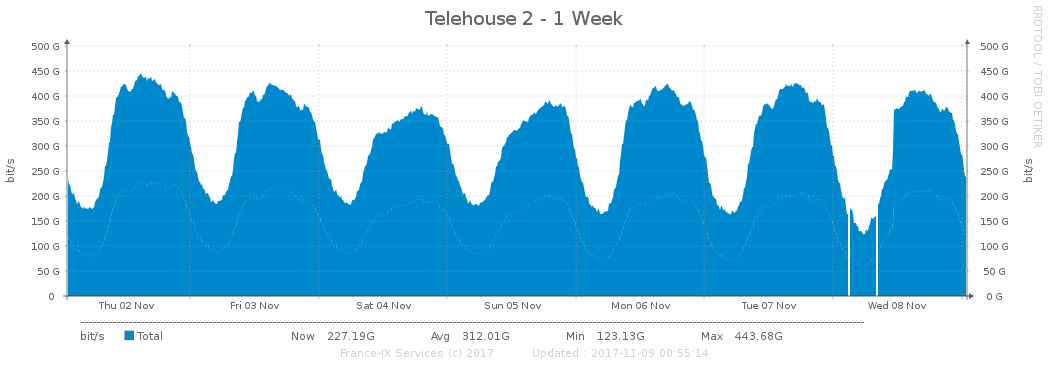 Telehouse 2 - 1 Week
RRDTOOL / TOBI OETIKER
500 G 500 G
450 G 450 G
400 G 400 G
350 G 350 G
300 G 300 G
250 G 250 G
200 G 200 G
150 G 150 G
100 G 100 G
50 G 50 G
0 0 G
bit/s bit/s
Thu 02 Nov Fri 03 Nov Sat 04 Nov Sun 05 Nov Mon 06 Nov Tue 07 Nov Wed 08 Nov
bit/s Total Now 227.19G Avg 312.01G Min 123.13G Max 443.68G
France-IX Services (c) 2017 Updated : 2017-11-09 00:55:14